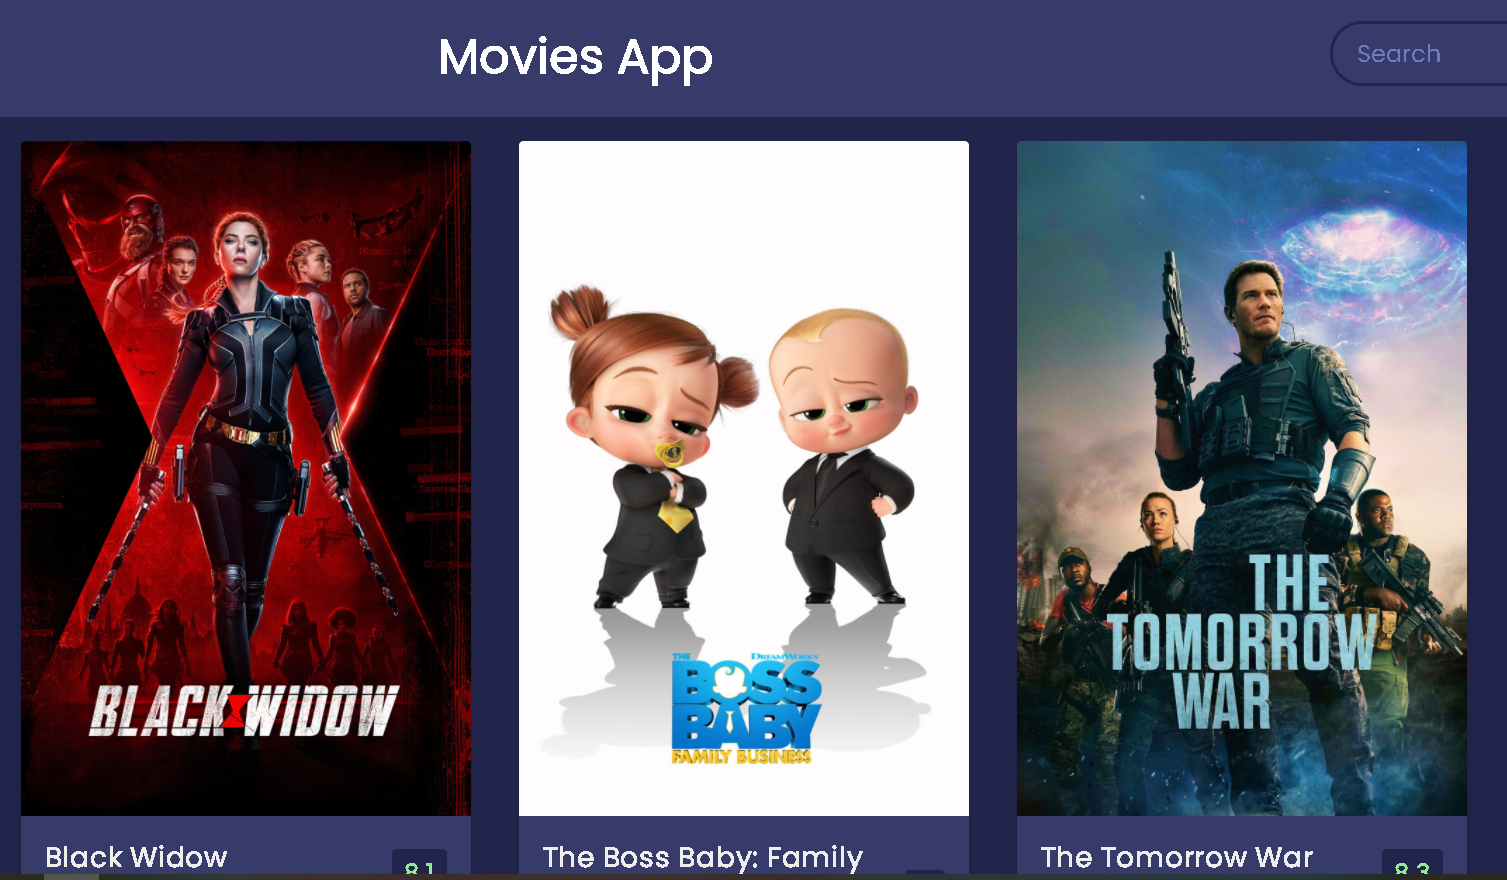 Movies App
Search
BLACK WIDOW
THE
DREAMWORKS
BOSS
BABY
FAMILY BUSINESS
THE
TOMORROW
WAR
Black Widow
8.1
The Boss Baby: Family
The Tomorrow War
8.3